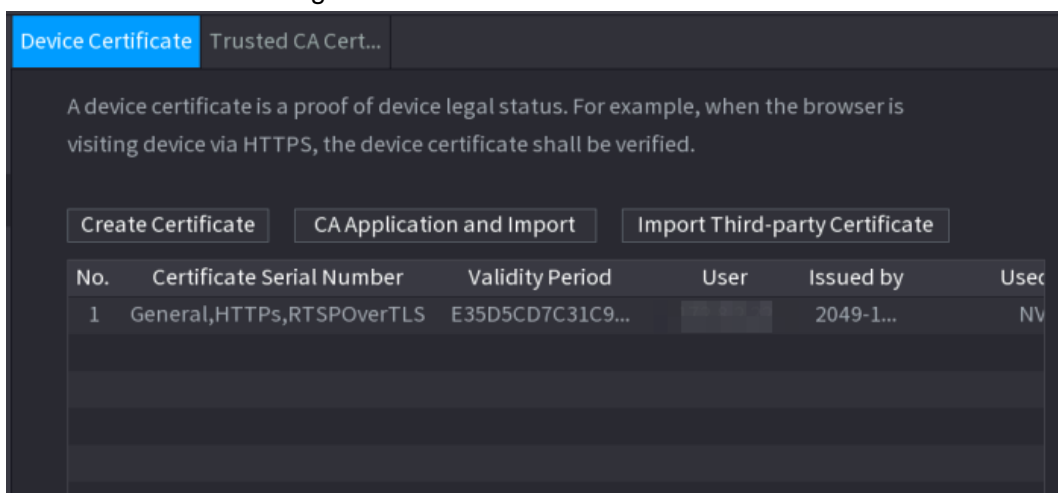 Device Certificate Trusted CA Cert...
A device certificate is a proof of device legal status. For example, when the browser is
visiting device via HTTPS, the device certificate shall be verified.
Create Certificate CA Application and Import Import Third-party Certificate
No. Certificate Serial Number Validity Period User Issued by Used
1 General,HTTPs,RTSPOverTLS E35D5CD7C31C9... 2049-1... NV